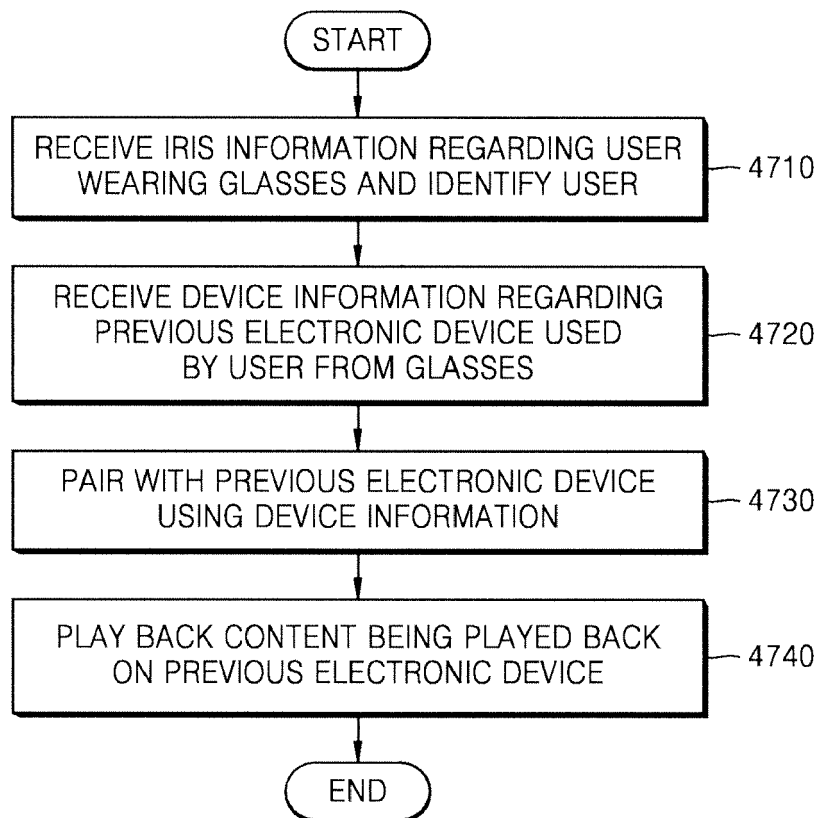 START
RECEIVE IRIS INFORMATION REGARDING USER
WEARING GLASSES AND IDENTIFY USER
4710
RECEIVE DEVICE INFORMATION REGARDING
PREVIOUS ELECTRONIC DEVICE USED
BY USER FROM GLASSES
4720
PAIR WITH PREVIOUS ELECTRONIC DEVICE
USING DEVICE INFORMATION
4730
PLAY BACK CONTENT BEING PLAYED BACK
ON PREVIOUS ELECTRONIC DEVICE
4740
END